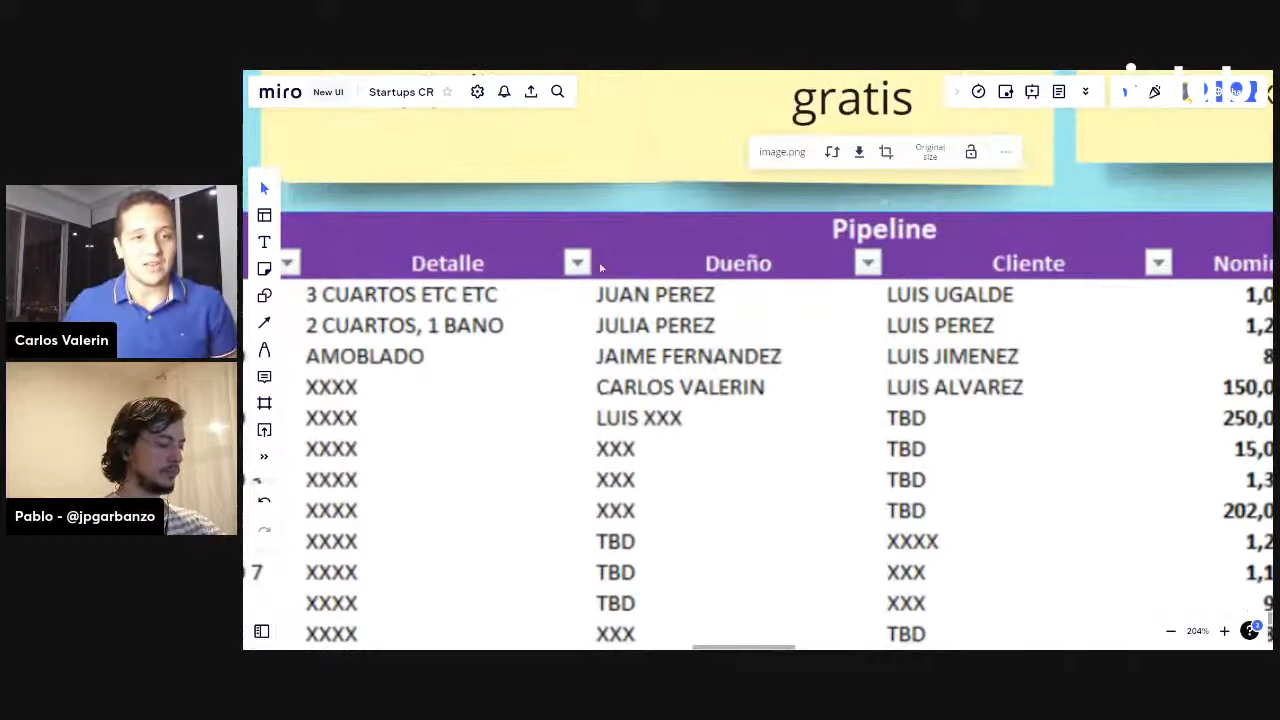 miro New UI Startups CR
gratis
image.png Original size
Pipeline
Detalle Dueño Cliente
3 CUARTOS ETC ETC JUAN PEREZ LUIS UGALDE
2 CUARTOS, 1 BANO JULIA PEREZ LUIS PEREZ
AMOBLADO JAIME FERNANDEZ LUIS JIMENEZ
XXXX CARLOS VALERIN LUIS ALVAREZ
XXXX LUIS XXX TBD
XXXX XXX TBD
XXXX XXX TBD
XXXX XXX TBD
XXXX TBD XXXX
7 XXXX TBD XXX
XXXX TBD XXX
XXXX XXX TBD
204%
Carlos Valerin
Pablo - @jpgarbanzo